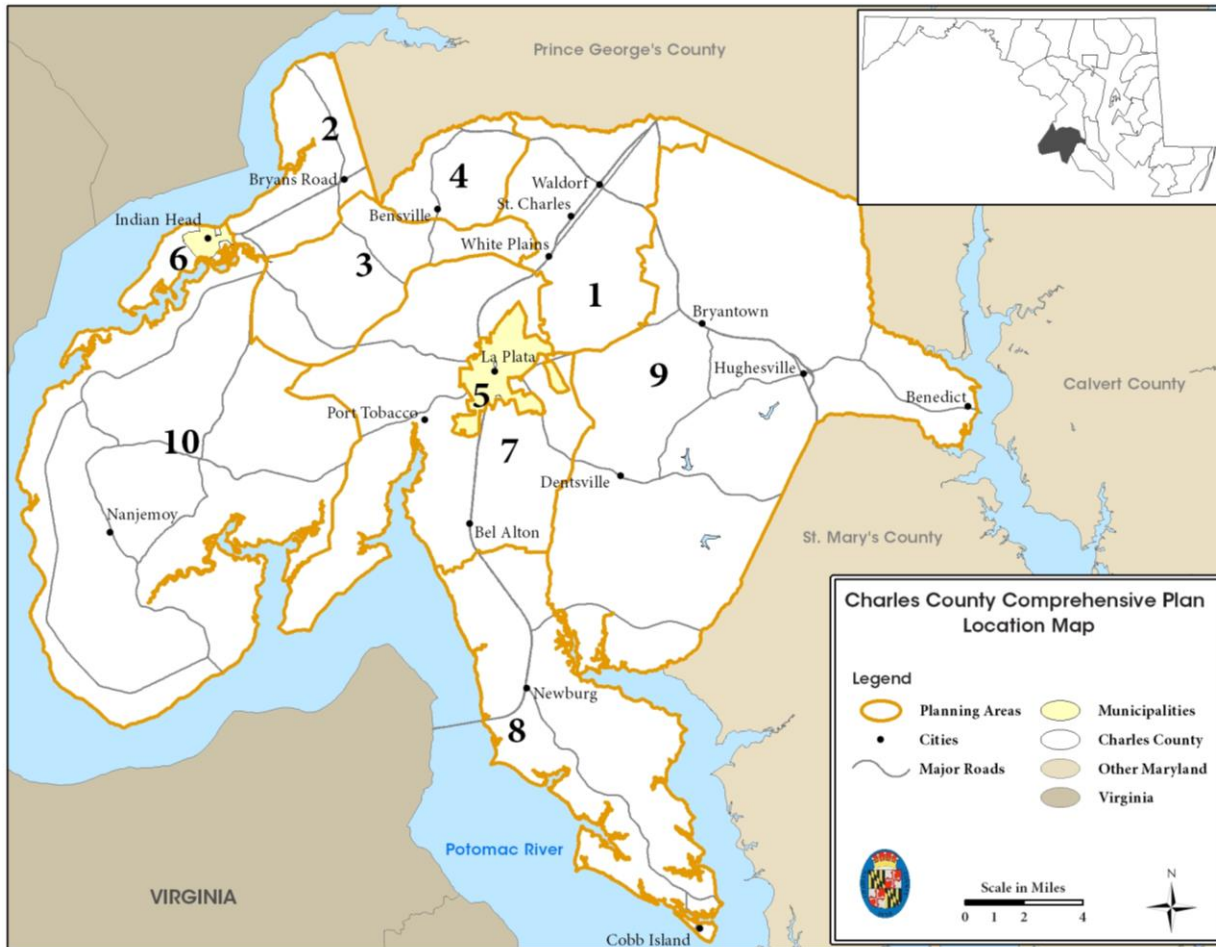 Prince George's County
2
4
Bryans Road
Waldorf
St. Charles
Bensville
Indian Head
White Plains
6
3
1
Bryantown
La Plata
Hughesville
9
Calvert County
5
Benedict
Port Tobacco
10
7
Dentsville
Nanjemoy
Bel Alton
St. Mary's County
Charles County Comprehensive Plan
Location Map
Legend
Planning Areas
Municipalities
Cities
Charles County
Major Roads
Other Maryland
Virginia
Newburg
8
Potomac River
VIRGINIA
Scale in Miles
0 1 2 4
N
Cobb Island